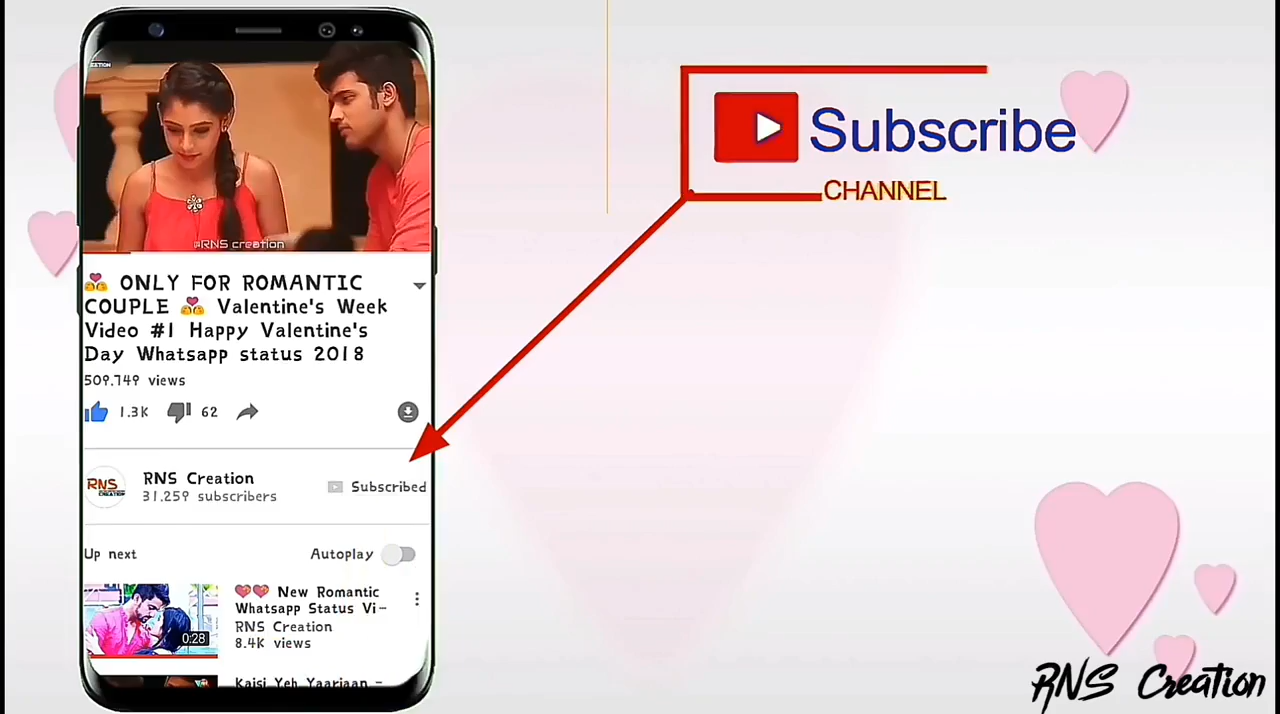 @RNS creation
ONLY FOR ROMANTIC
COUPLE Valentine's Week
Video #1 Happy Valentine's
Day Whatsapp status 2018
509,749 views
1.3K 62
RNS
CREATION
RNS Creation
31,259 subscribers
Subscribed
Up next
Autoplay
0:28
New Romantic
Whatsapp Status Vi-
RNS Creation
8.4K views
Kaisi Yeh Yaariaan -
Subscribe
CHANNEL
RNS Creation